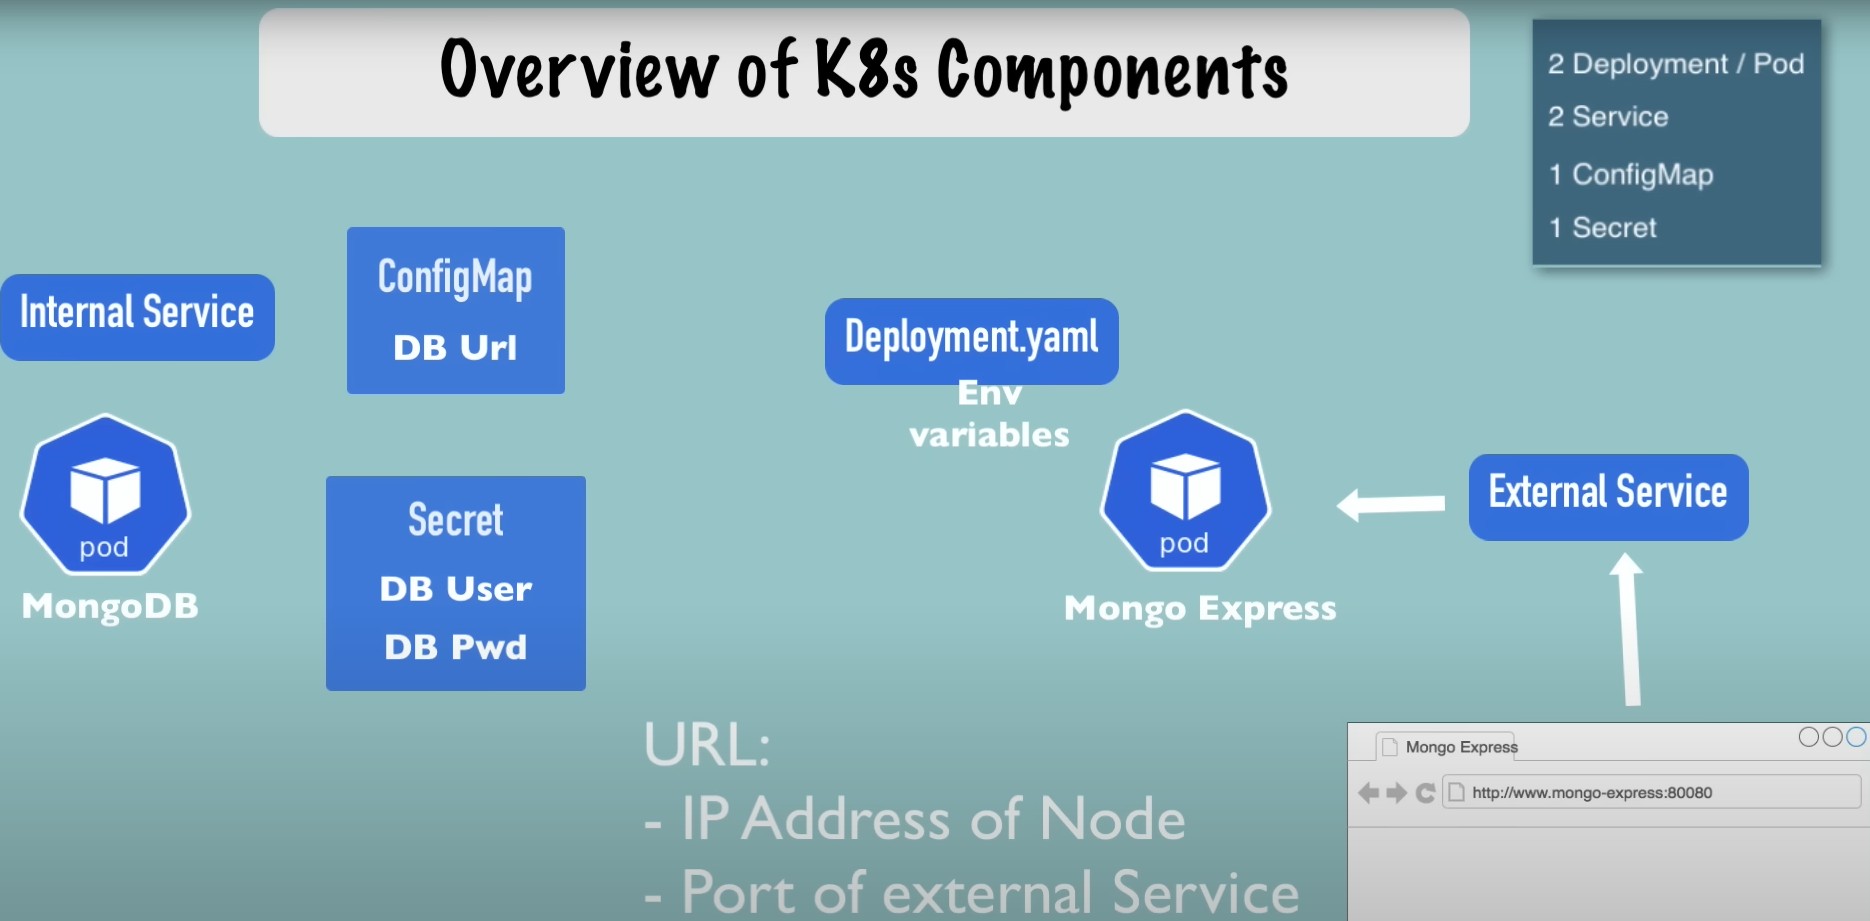 Overview of K8s Components
2 Deployment / Pod
2 Service
1 ConfigMap
1 Secret
Internal Service
pod
MongoDB
ConfigMap
DB Url
Secret
DB User
DB Pwd
Deployment.yaml
Env
variables
pod
Mongo Express
External Service
URL:
- IP Address of Node
- Port of external Service
Mongo Express
http://www.mongo-express:80080